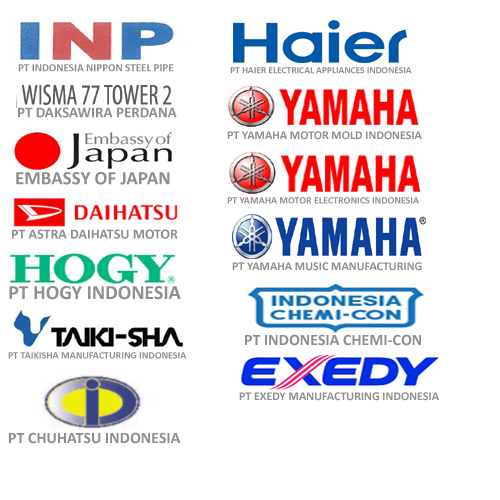 INP
PT INDONESIA NIPPON STEEL PIPE
WISMA 77 TOWER 2
PT DAKSAWIRA PERDANA
Embassy of
Japan
EMBASSY OF JAPAN
DAIHATSU
PT ASTRA DAIHATSU MOTOR
HOGY®
PT HOGY INDONESIA
TAIKI-SHA
PT TAIKISHA MANUFACTURING INDONESIA
PT CHUHATSU INDONESIA
Haier
PT HAIER ELECTRICAL APPLIANCES INDONESIA
YAMAHA
PT YAMAHA MOTOR MOLD INDONESIA
YAMAHA
PT YAMAHA MOTOR ELECTRONICS INDONESIA
YAMAHA®
PT YAMAHA MUSIC MANUFACTURING
INDONESIA
CHEMI-CON
PT INDONESIA CHEMI-CON
EXEDY
PT EXEDY MANUFACTURING INDONESIA